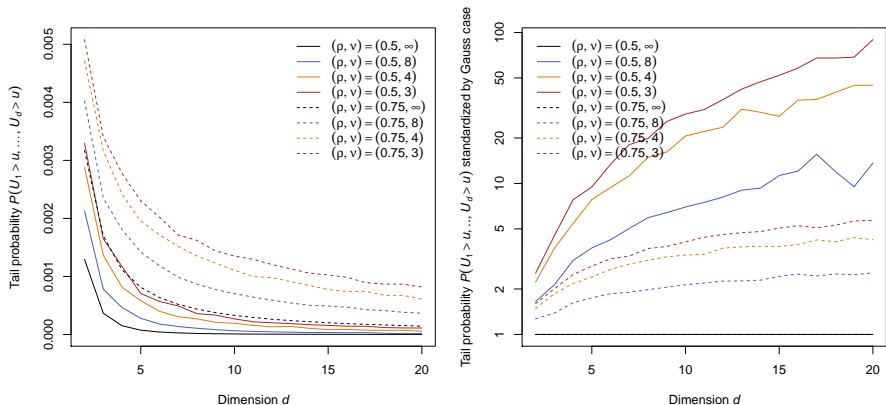 Tail probability P(U₁ > u, ..., U_d > u)
0.005
0.004
0.003
0.002
0.001
0.000
(ρ, ν) = (0.5, ∞)
(ρ, ν) = (0.5, 8)
(ρ, ν) = (0.5, 4)
(ρ, ν) = (0.5, 3)
(ρ, ν) = (0.75, ∞)
(ρ, ν) = (0.75, 8)
(ρ, ν) = (0.75, 4)
(ρ, ν) = (0.75, 3)
5 10 15 20
Dimension d
Tail probability P(U₁ > u, ..., U_d > u) standardized by Gauss case
100
50
20
10
5
2
1
(ρ, ν) = (0.5, ∞)
(ρ, ν) = (0.5, 8)
(ρ, ν) = (0.5, 4)
(ρ, ν) = (0.5, 3)
(ρ, ν) = (0.75, ∞)
(ρ, ν) = (0.75, 8)
(ρ, ν) = (0.75, 4)
(ρ, ν) = (0.75, 3)
5 10 15 20
Dimension d